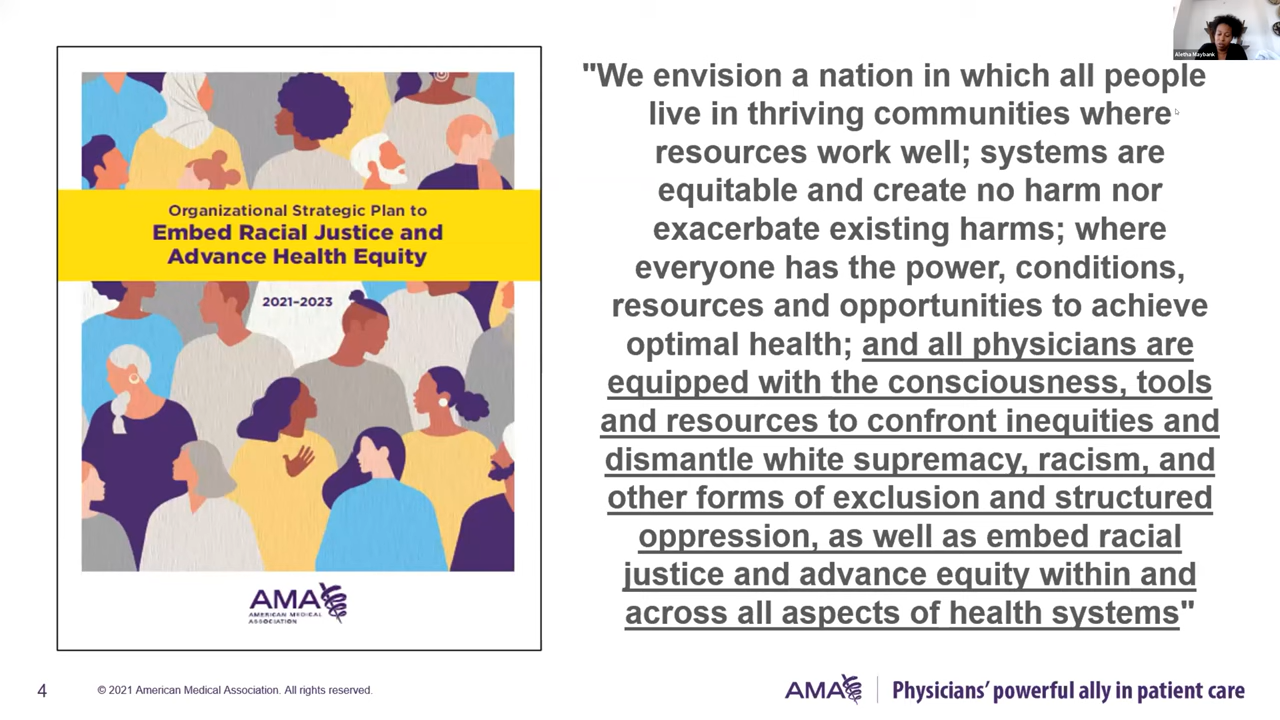 Aletha Maybank
Organizational Strategic Plan to
Embed Racial Justice and
Advance Health Equity
2021–2023
AMA
AMERICAN MEDICAL
ASSOCIATION
"We envision a nation in which all people
live in thriving communities where
resources work well; systems are
equitable and create no harm nor
exacerbate existing harms; where
everyone has the power, conditions,
resources and opportunities to achieve
optimal health; and all physicians are
equipped with the consciousness, tools
and resources to confront inequities and
dismantle white supremacy, racism, and
other forms of exclusion and structured
oppression, as well as embed racial
justice and advance equity within and
across all aspects of health systems"
4
© 2021 American Medical Association. All rights reserved.
AMA
Physicians' powerful ally in patient care